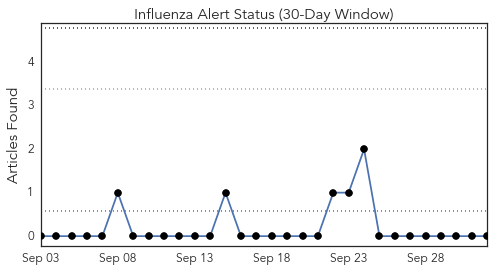 Influenza Alert Status (30-Day Window)
Articles Found
4
3
2
1
0
Sep 03 Sep 08 Sep 13 Sep 18 Sep 23 Sep 28